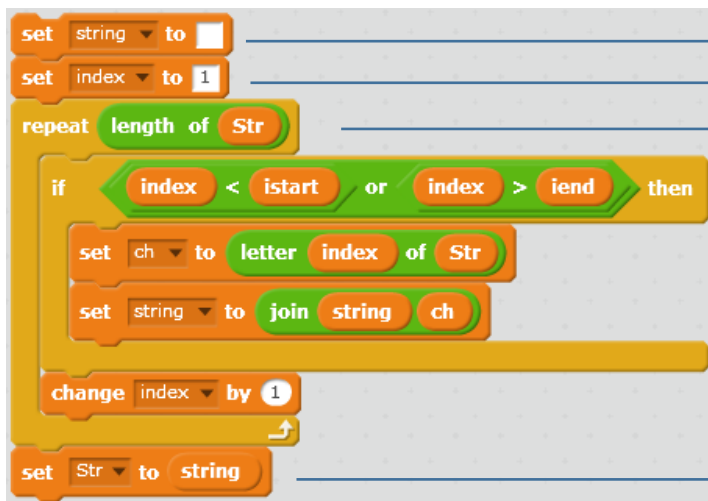 set string to
set index to 1
repeat length of Str
if index < istart or index > iend then
set ch to letter index of Str
set string to join string ch
change index by 1
set Str to string